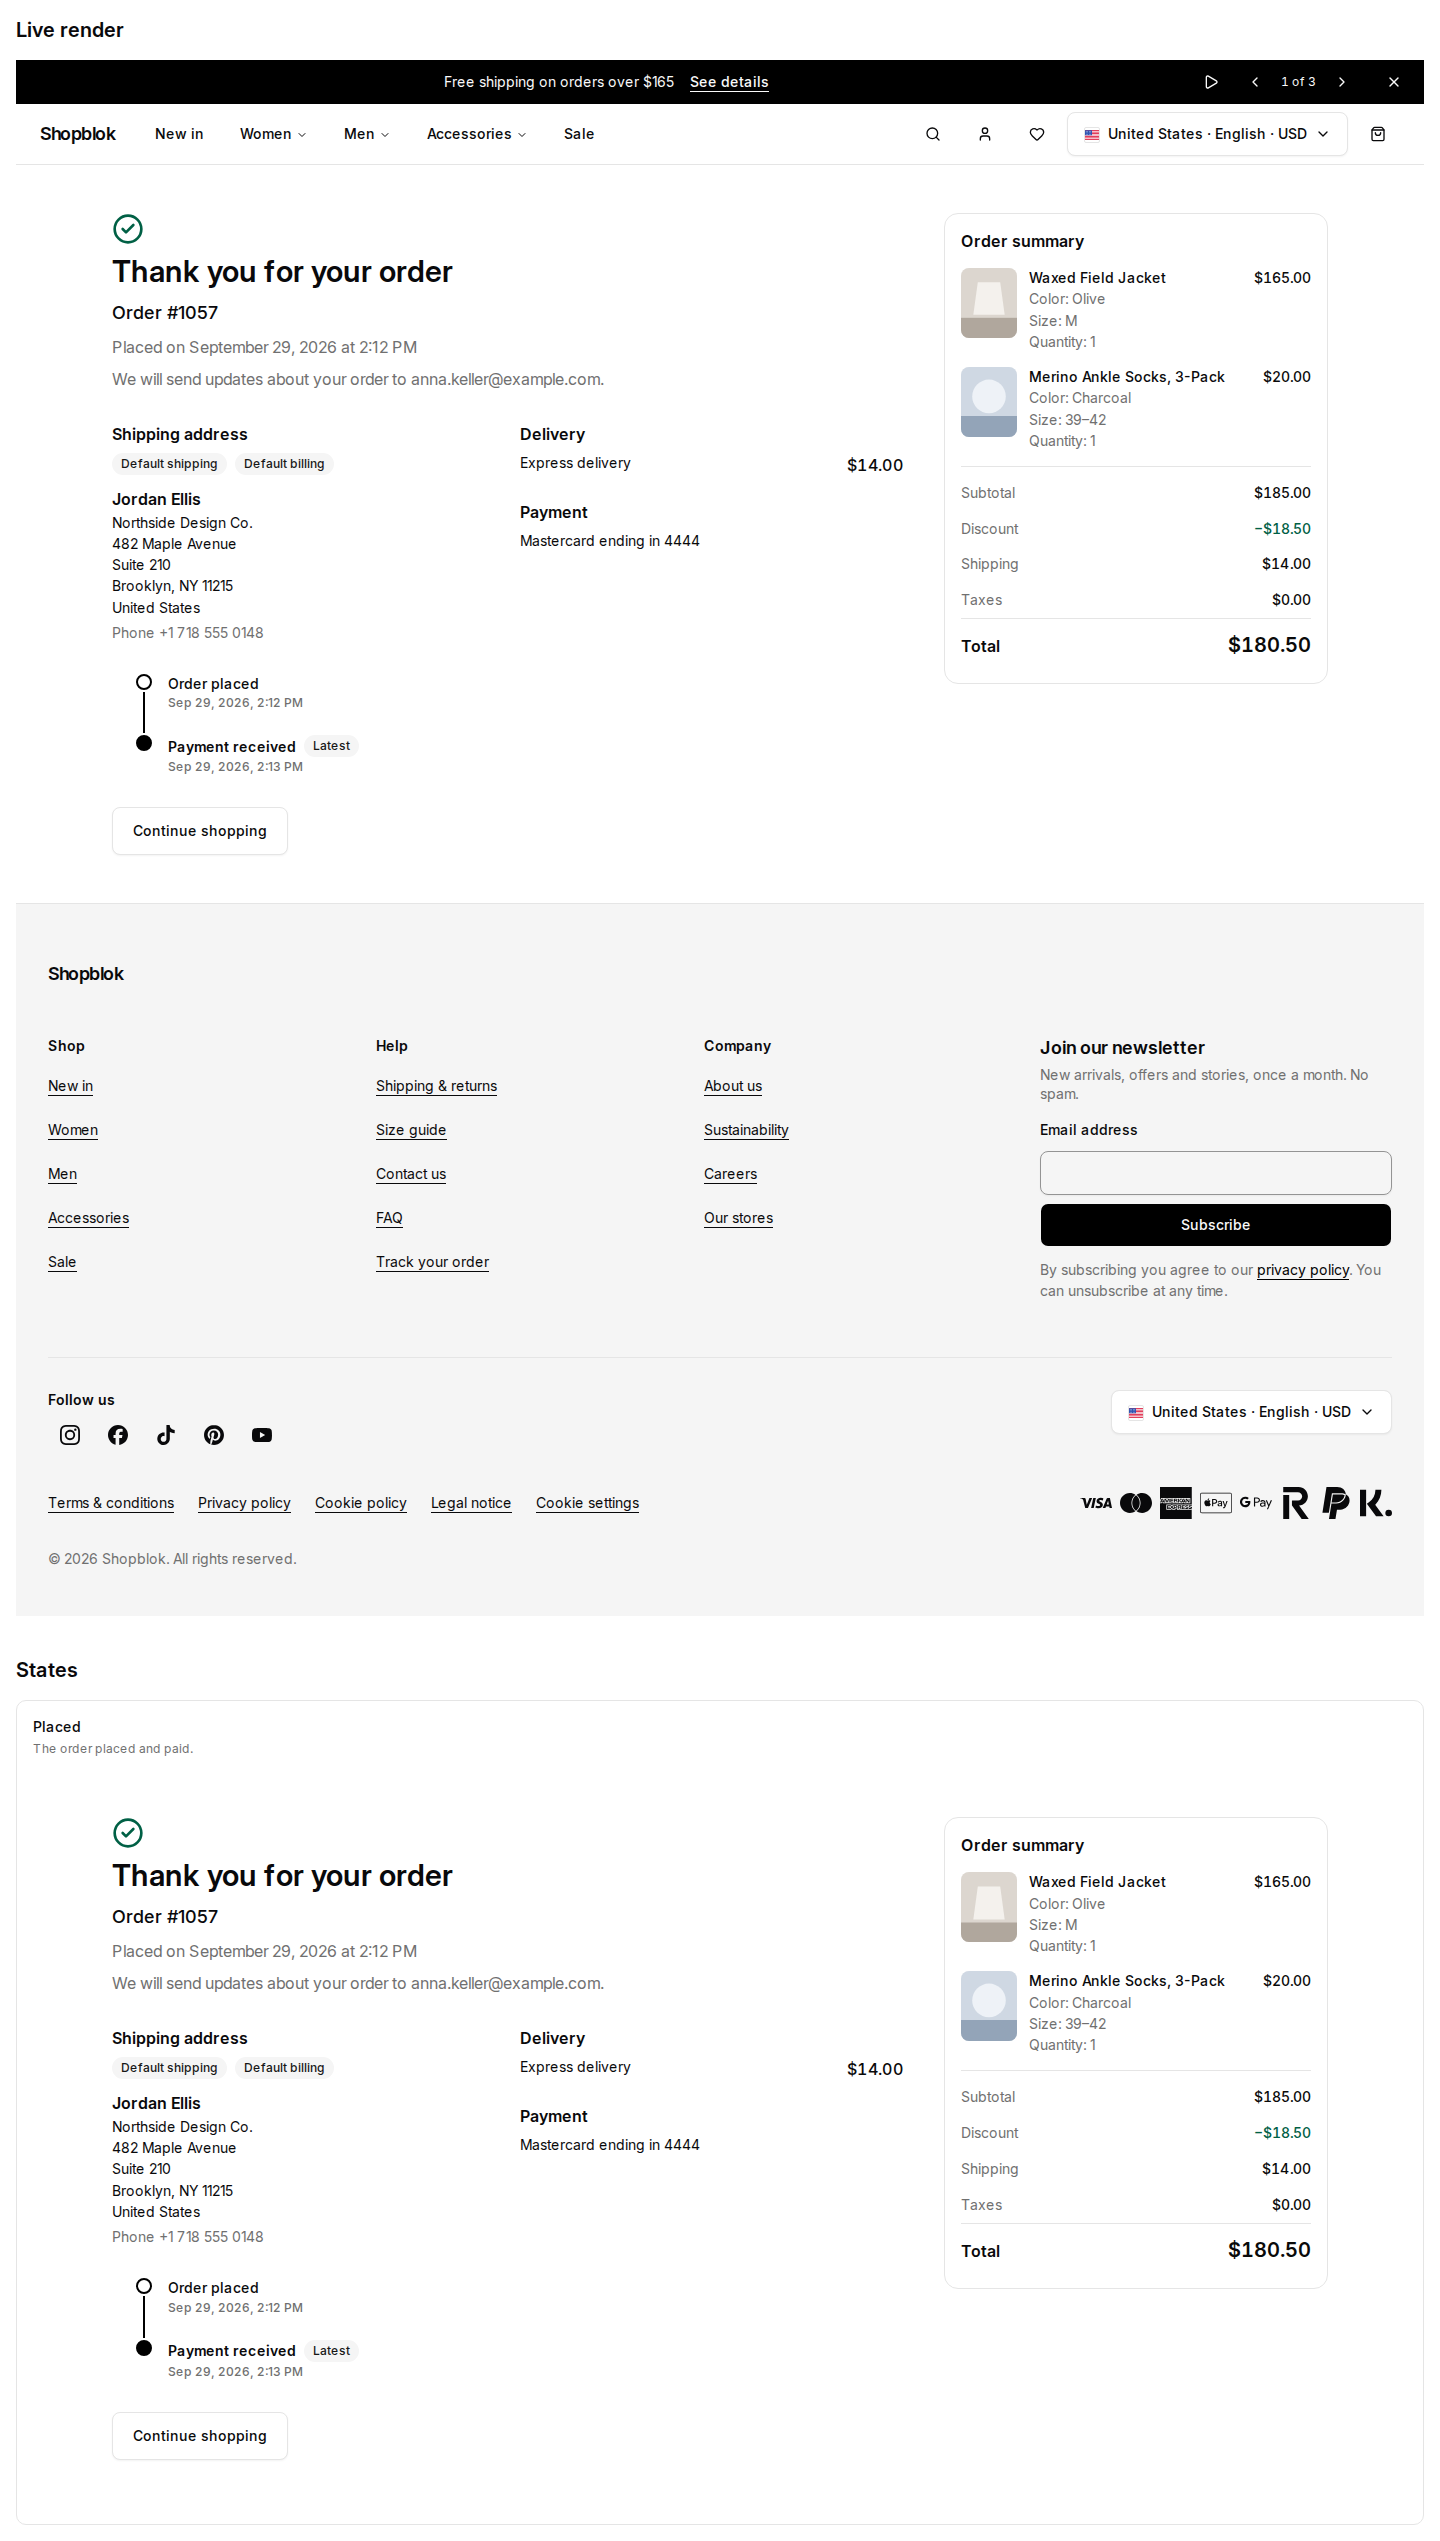 Live render
Free shipping on orders over $165 See details
1 of 3
Shopblok New in Women Men Accessories Sale
United States · English · USD
Thank you for your order
Order #1057
Placed on September 29, 2026 at 2:12 PM
We will send updates about your order to anna.keller@example.com.
Shipping address
Default shipping Default billing
Jordan Ellis
Northside Design Co.
482 Maple Avenue
Suite 210
Brooklyn, NY 11215
United States
Phone +1 718 555 0148
Delivery
Express delivery $14.00
Payment
Mastercard ending in 4444
Order placed
Sep 29, 2026, 2:12 PM
Payment received Latest
Sep 29, 2026, 2:13 PM
Continue shopping
Order summary
Waxed Field Jacket $165.00
Color: Olive
Size: M
Quantity: 1
Merino Ankle Socks, 3-Pack $20.00
Color: Charcoal
Size: 39–42
Quantity: 1
Subtotal $185.00
Discount −$18.50
Shipping $14.00
Taxes $0.00
Total $180.50
Shopblok
Shop
New in
Women
Men
Accessories
Sale
Help
Shipping & returns
Size guide
Contact us
FAQ
Track your order
Company
About us
Sustainability
Careers
Our stores
Join our newsletter
New arrivals, offers and stories, once a month. No
spam.
Email address
Subscribe
By subscribing you agree to our privacy policy. You
can unsubscribe at any time.
Follow us
United States · English · USD
Terms & conditions Privacy policy Cookie policy Legal notice Cookie settings
VISA AMERICAN EXPRESS Pay G Pay R P K.
© 2026 Shopblok. All rights reserved.
States
Placed
The order placed and paid.
Thank you for your order
Order #1057
Placed on September 29, 2026 at 2:12 PM
We will send updates about your order to anna.keller@example.com.
Shipping address
Default shipping Default billing
Jordan Ellis
Northside Design Co.
482 Maple Avenue
Suite 210
Brooklyn, NY 11215
United States
Phone +1 718 555 0148
Delivery
Express delivery $14.00
Payment
Mastercard ending in 4444
Order placed
Sep 29, 2026, 2:12 PM
Payment received Latest
Sep 29, 2026, 2:13 PM
Continue shopping
Order summary
Waxed Field Jacket $165.00
Color: Olive
Size: M
Quantity: 1
Merino Ankle Socks, 3-Pack $20.00
Color: Charcoal
Size: 39–42
Quantity: 1
Subtotal $185.00
Discount −$18.50
Shipping $14.00
Taxes $0.00
Total $180.50